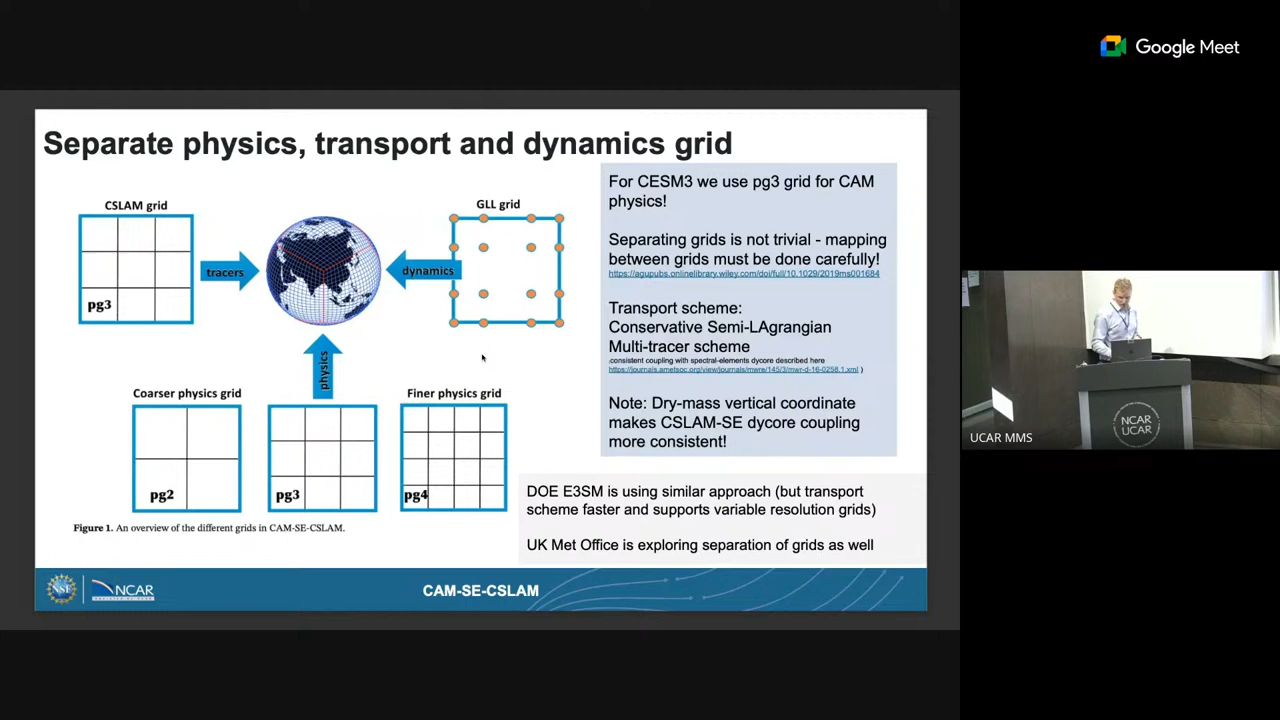 Google Meet
Separate physics, transport and dynamics grid
CSLAM grid
GLL grid
tracers
dynamics
pg3
physics
Coarser physics grid
Finer physics grid
pg2
pg3
pg4
Figure 1. An overview of the different grids in CAM-SE-CSLAM.
For CESM3 we use pg3 grid for CAM
physics!
Separating grids is not trivial - mapping
between grids must be done carefully!
https://agupubs.onlinelibrary.wiley.com/doi/full/10.1029/2019ms001684
Transport scheme:
Conservative Semi-LAgrangian
Multi-tracer scheme
consistent coupling with spectral-elements dycore described here
https://journals.ametsoc.org/view/journals/mwre/145/3/mwr-d-16-0258.1.xml )
Note: Dry-mass vertical coordinate
makes CSLAM-SE dycore coupling
more consistent!
DOE E3SM is using similar approach (but transport
scheme faster and supports variable resolution grids)
UK Met Office is exploring separation of grids as well
NSF
NCAR
CAM-SE-CSLAM
NCAR
UCAR
UCAR MMS